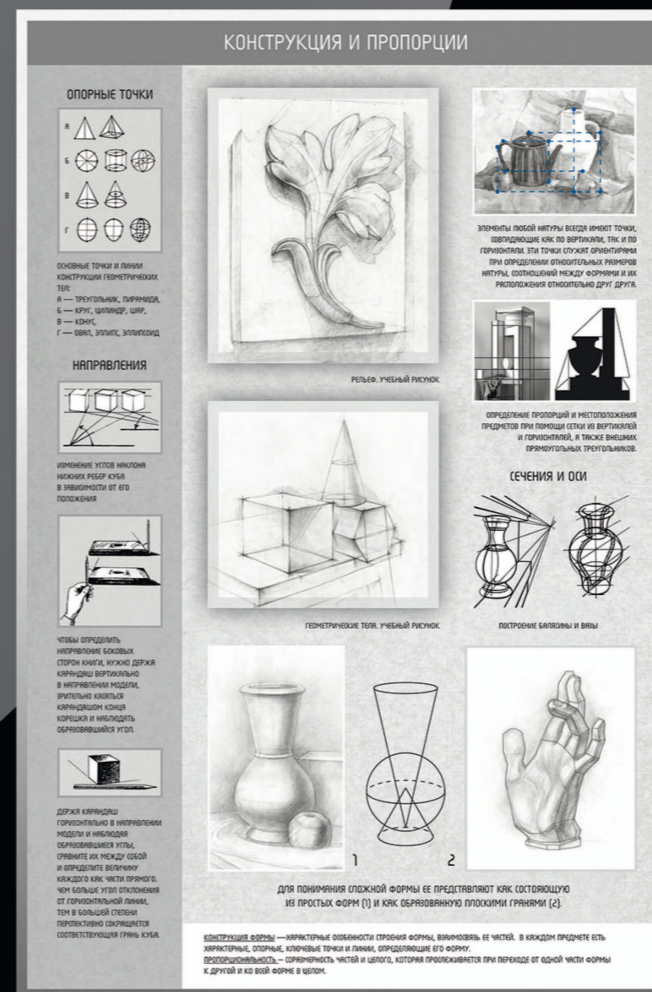 КОНСТРУКЦИЯ И ПРОПОРЦИИ
ОПОРНЫЕ ТОЧКИ
А
Б
В
Г
ОСНОВНЫЕ ТОЧКИ И ЛИНИИ
КОНСТРУКЦИИ ГЕОМЕТРИЧЕСКИХ
ТЕЛ:
А — ТРЕУГОЛЬНИК, ПИРАМИДА,
Б — КРУГ, ЦИЛИНДР, ШАР,
В — КОНУС,
Г — ОВАЛ, ЭЛЛИПС, ЭЛЛИПСОИД
НАПРАВЛЕНИЯ
ИЗМЕНЕНИЕ УГЛОВ НАКЛОНА
НИЖНИХ РЕБЕР КУБА
В ЗАВИСИМОСТИ ОТ ЕГО
ПОЛОЖЕНИЯ
ЧТОБЫ ОПРЕДЕЛИТЬ
НАПРАВЛЕНИЕ БОКОВЫХ
СТОРОН КНИГИ, НУЖНО ДЕРЖА
КАРАНДАШ ВЕРТИКАЛЬНО
В НАПРАВЛЕНИИ МОДЕЛИ,
ЗРИТЕЛЬНО КАСАТЬСЯ
КАРАНДАШОМ КОНЦА
КОРЕШКА И НАБЛЮДАТЬ
ОБРАЗОВАВШИЙСЯ УГОЛ.
ДЕРЖА КАРАНДАШ
ГОРИЗОНТАЛЬНО В НАПРАВЛЕНИИ
МОДЕЛИ И НАБЛЮДАЯ
ОБРАЗОВАВШИЕСЯ УГЛЫ,
СРАВНИТЕ ИХ МЕЖДУ СОБОЙ
И ОПРЕДЕЛИТЕ ВЕЛИЧИНУ
КАЖДОГО КАК ЧАСТИ ПРЯМОГО.
ЧЕМ БОЛЬШЕ УГОЛ ОТКЛОНЕНИЯ
ОТ ГОРИЗОНТАЛЬНОЙ ЛИНИИ,
ТЕМ В БОЛЬШЕЙ СТЕПЕНИ
ПЕРСПЕКТИВНО СОКРАЩАЕТСЯ
СООТВЕТСТВУЮЩАЯ ГРАНЬ КУБА.
РЕЛЬЕФ. УЧЕБНЫЙ РИСУНОК
ГЕОМЕТРИЧЕСКИЕ ТЕЛА. УЧЕБНЫЙ РИСУНОК
ЭЛЕМЕНТЫ ЛЮБОЙ НАТУРЫ ВСЕГДА ИМЕЮТ ТОЧКИ,
СОВПАДАЮЩИЕ КАК ПО ВЕРТИКАЛИ, ТАК И ПО
ГОРИЗОНТАЛИ. ЭТИ ТОЧКИ СЛУЖАТ ОРИЕНТИРАМИ
ПРИ ОПРЕДЕЛЕНИИ ОТНОСИТЕЛЬНЫХ РАЗМЕРОВ
НАТУРЫ, СООТНОШЕНИЙ МЕЖДУ ФОРМАМИ И ИХ
РАСПОЛОЖЕНИЯ ОТНОСИТЕЛЬНО ДРУГ ДРУГА.
ОПРЕДЕЛЕНИЕ ПРОПОРЦИЙ И МЕСТОПОЛОЖЕНИЯ
ПРЕДМЕТОВ ПРИ ПОМОЩИ СЕТКИ ИЗ ВЕРТИКАЛЕЙ
И ГОРИЗОНТАЛЕЙ, А ТАКЖЕ ВНЕШНИХ
ПРЯМОУГОЛЬНЫХ ТРЕУГОЛЬНИКОВ.
СЕЧЕНИЯ И ОСИ
ПОСТРОЕНИЕ БАЛЯСИНЫ И ВАЗЫ
1
2
ДЛЯ ПОНИМАНИЯ СЛОЖНОЙ ФОРМЫ ЕЕ ПРЕДСТАВЛЯЮТ КАК СОСТОЯЮЩУЮ
ИЗ ПРОСТЫХ ФОРМ (1) И КАК ОБРАЗОВАННУЮ ПЛОСКИМИ ГРАНЯМИ (2).
КОНСТРУКЦИЯ ФОРМЫ —ХАРАКТЕРНЫЕ ОСОБЕННОСТИ СТРОЕНИЯ ФОРМЫ, ВЗАИМОСВЯЗЬ ЕЕ ЧАСТЕЙ. В КАЖДОМ ПРЕДМЕТЕ ЕСТЬ
ХАРАКТЕРНЫЕ, ОПОРНЫЕ, КЛЮЧЕВЫЕ ТОЧКИ И ЛИНИИ, ОПРЕДЕЛЯЮЩИЕ ЕГО ФОРМУ.
ПРОПОРЦИОНАЛЬНОСТЬ – СОРАЗМЕРНОСТЬ ЧАСТЕЙ И ЦЕЛОГО, КОТОРАЯ ПРОСЛЕЖИВАЕТСЯ ПРИ ПЕРЕХОДЕ ОТ ОДНОЙ ЧАСТИ ФОРМЫ
К ДРУГОЙ И КО ВСЕЙ ФОРМЕ В ЦЕЛОМ.